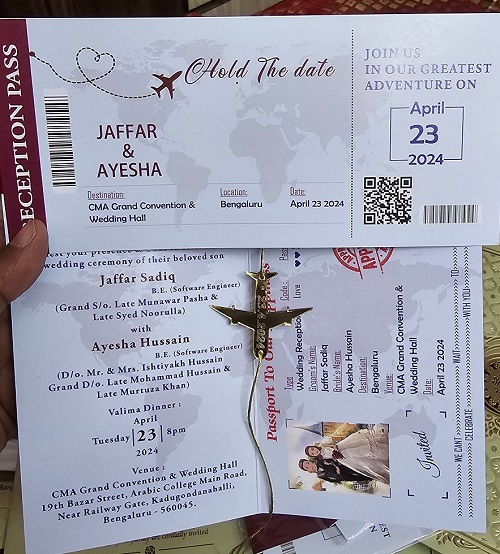 RECEPTION PASS
Hold The date
JAFFAR
&
AYESHA
Destination:
CMA Grand Convention &
Wedding Hall
Location:
Bengaluru
Date:
April 23 2024
JOIN US
IN OUR GREATEST
ADVENTURE ON
April
23
2024
your presence
wedding ceremony of their beloved son
Jaffar Sadiq
B.E. (Software Engineer)
(Grand S/o. Late Munawar Pasha &
Late Syed Noorulla)
with
Ayesha Hussain
B.E. (Software Engineer)
(D/o. Mr. & Mrs. Ishtiyakh Hussain
Grand D/o. Late Mohammad Hussain &
Late Murtuza Khan)
Valima Dinner :
April
Tuesday 23 8pm
2024
Venue :
CMA Grand Convention & Wedding Hall
19th Bazar Street, Arabic College Main Road,
Near Railway Gate, Kadugondanahalli,
Bengaluru - 560045.
Passport To Our
Type
Wedding Reception
Code :
Love
Groom's Name:
Jaffar Sadiq
Bride's Name:
Ayesha Hussain
Destination:
Bengaluru
Venue:
CMA Grand Convention &
Wedding Hall
Date:
April 23 2024
Invited
WE CAN'T WAIT TO
CELEBRATE WITH YOU
cordially invited